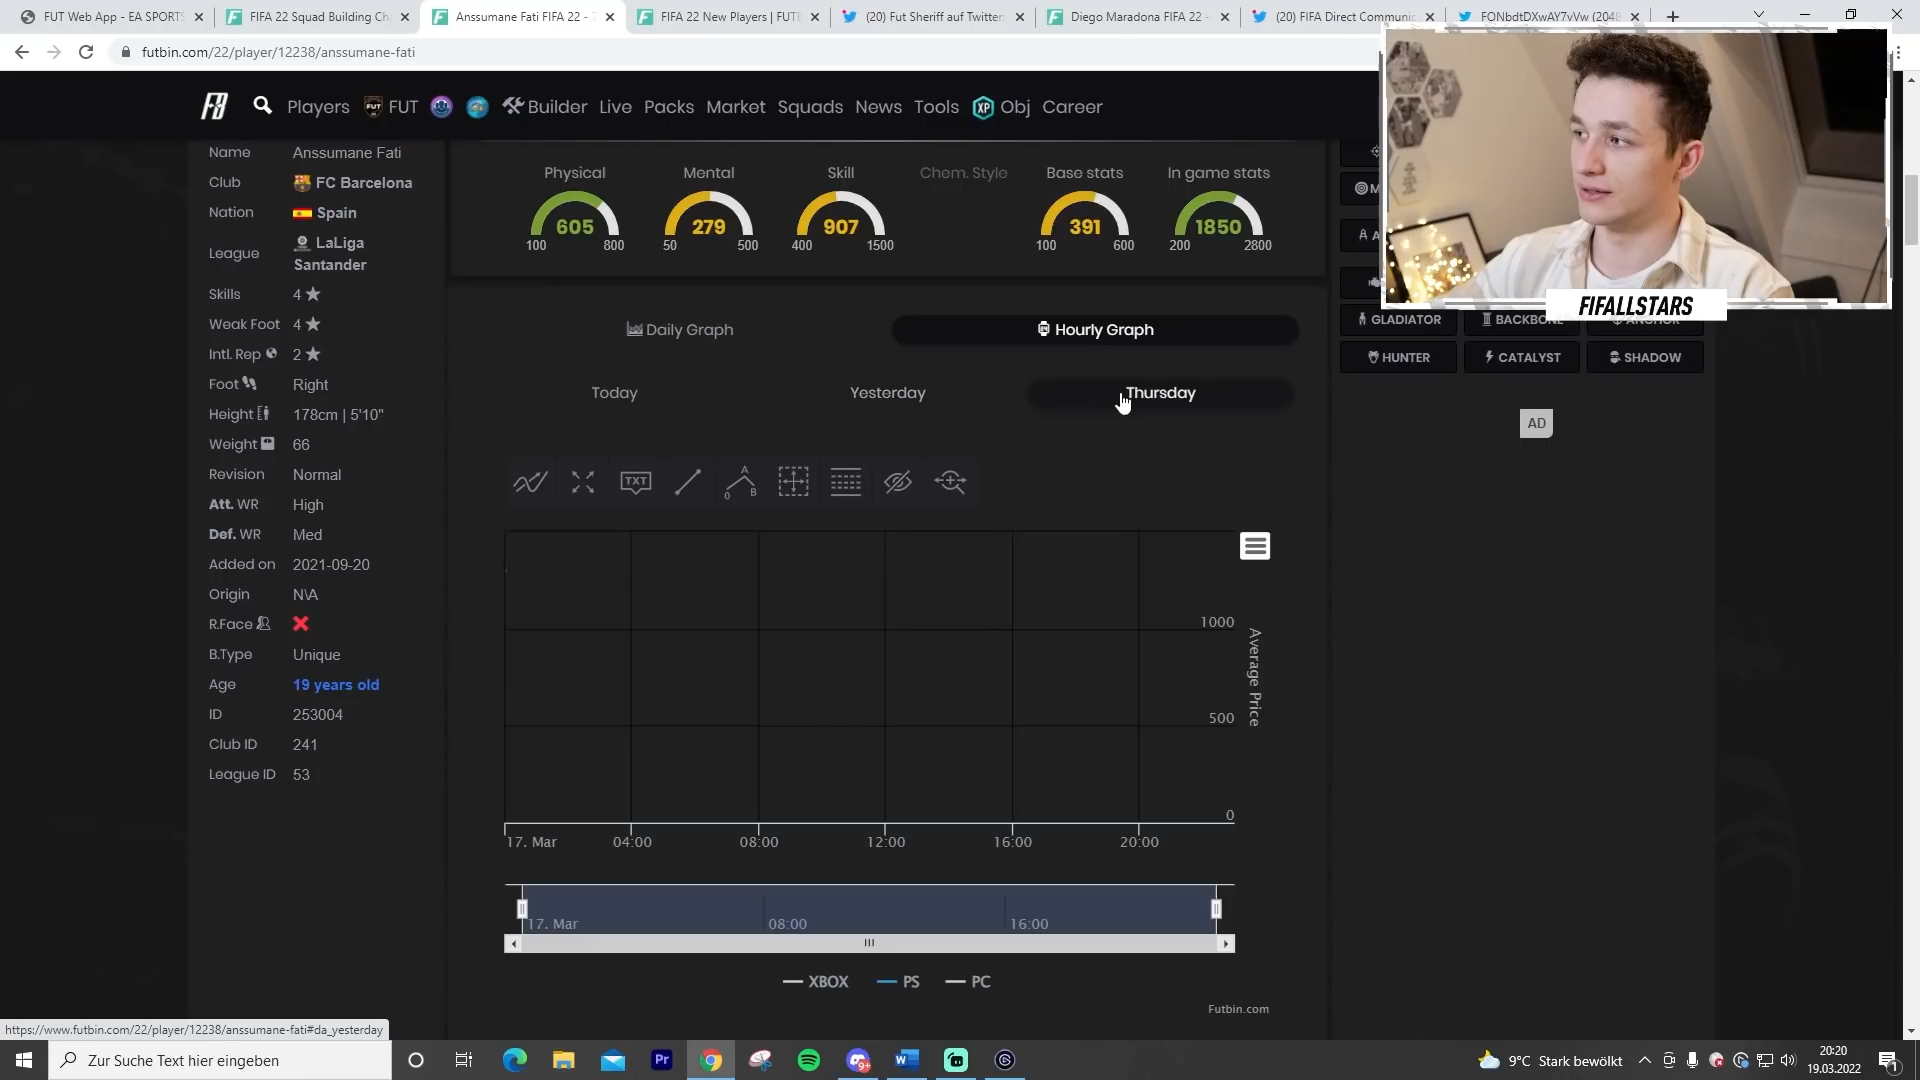 FUT Web App - EA SPORTS
FIFA 22 Squad Building Ch
Anssumane Fati FIFA 22 - 
FIFA 22 New Players | FUTB
(20) Fut Sheriff auf Twitter
Diego Maradona FIFA 22 -
(20) FIFA Direct Communic
FONbdtDXwAY7vVw (2048
futbin.com/22/player/12238/anssumane-fati
Players FUT Builder Live Packs Market Squads News Tools XP Obj Career
Name Anssumane Fati
Club FC Barcelona
Nation Spain
League LaLiga
Santander
Skills 4
Weak Foot 4
Intl. Rep 2
Foot Right
Height 178cm | 5'10"
Weight 66
Revision Normal
Att. WR High
Def. WR Med
Added on 2021-09-20
Origin N\A
R.Face
B.Type Unique
Age 19 years old
ID 253004
Club ID 241
League ID 53
Physical Mental Skill Chem. Style Base stats In game stats
605 279 907 391 1850
100 800 50 500 400 1500 100 600 200 2800
Daily Graph Hourly Graph
Today Yesterday Thursday
TXT
A
0 B
1000
500
0
Average Price
17. Mar 04:00 08:00 12:00 16:00 20:00
17. Mar 08:00 16:00
XBOX PS PC
Futbin.com
FIFALLSTARS
GLADIATOR BACKBONE ANCHOR
HUNTER CATALYST SHADOW
AD
https://www.futbin.com/22/player/12238/anssumane-fati#da_yesterday
Zur Suche Text hier eingeben
Pr
9+
9°C Stark bewölkt
20:20
19.03.2022
1